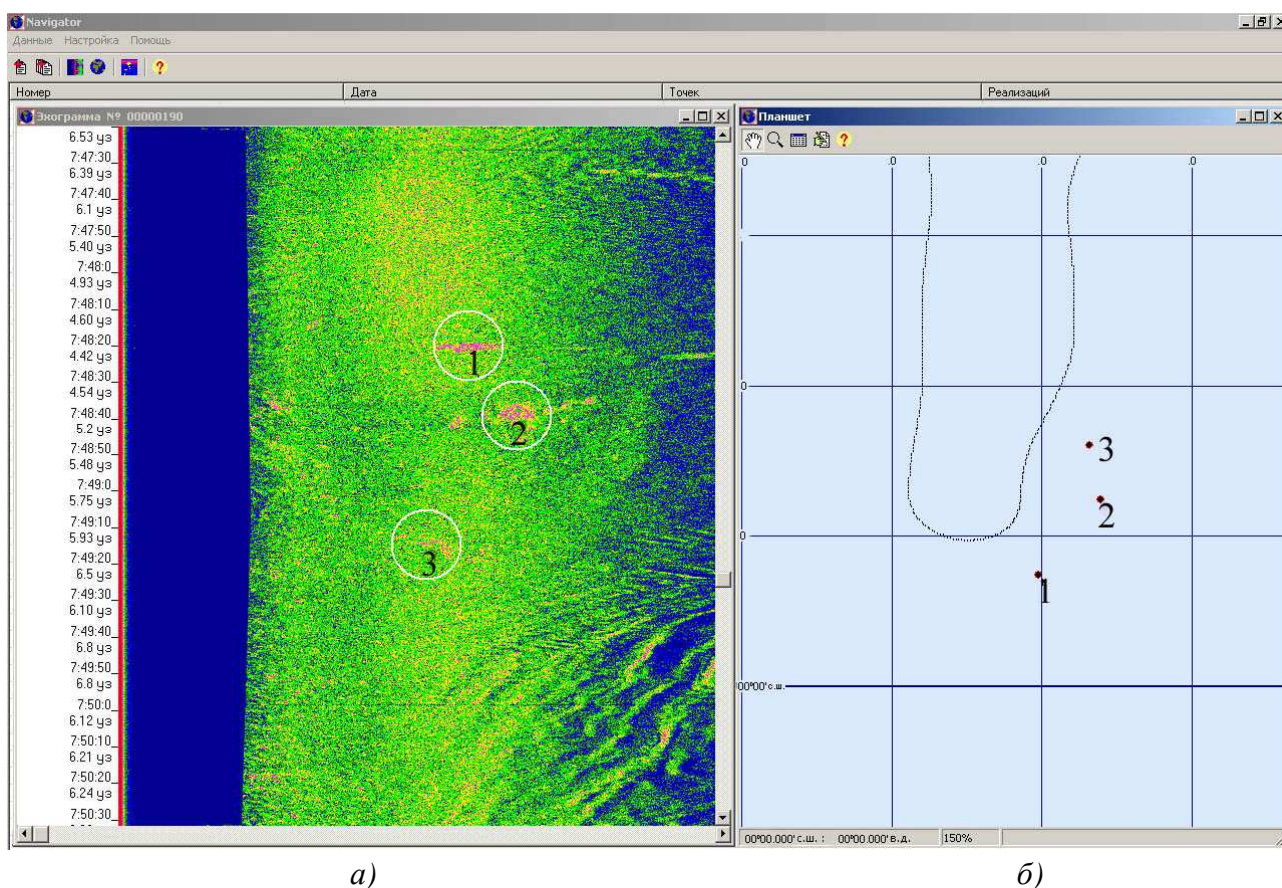 Navigator
Данные Настройка Помощь
Номер Дата Точек Реализаций
Эхограмма № 00000190
6.53 уз
7:47:30
6.39 уз
7:47:40
6.1 уз
7:47:50
5.40 уз
7:48:0
4.93 уз
7:48:10
4.60 уз
7:48:20
4.42 уз
7:48:30
4.54 уз
7:48:40
5.2 уз
7:48:50
5.48 уз
7:49:0
5.75 уз
7:49:10
5.93 уз
7:49:20
6.5 уз
7:49:30
6.10 уз
7:49:40
6.8 уз
7:49:50
6.8 уз
7:50:0
6.12 уз
7:50:10
6.21 уз
7:50:20
6.24 уз
7:50:30
1
2
3
Планшет
0 .0 .0 .0
0
3
2
0
1
00°00'с.ш.
00°00.000'с.ш. : 00°00.000'в.д. 150%
а) б)